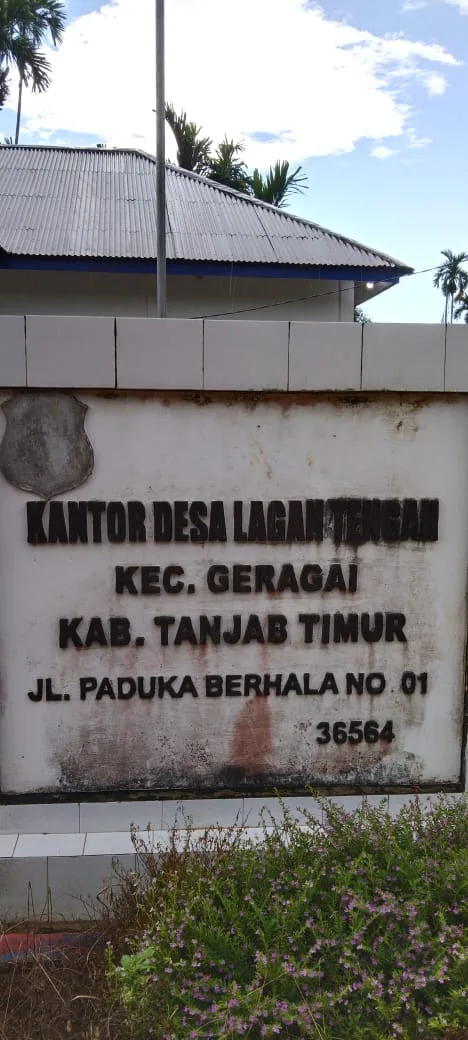 KANTOR DESA LAGAN TENGAH
KEC. GERAGAI
KAB. TANJAB TIMUR
JL. PADUKA BERHALA NO . 01
36564